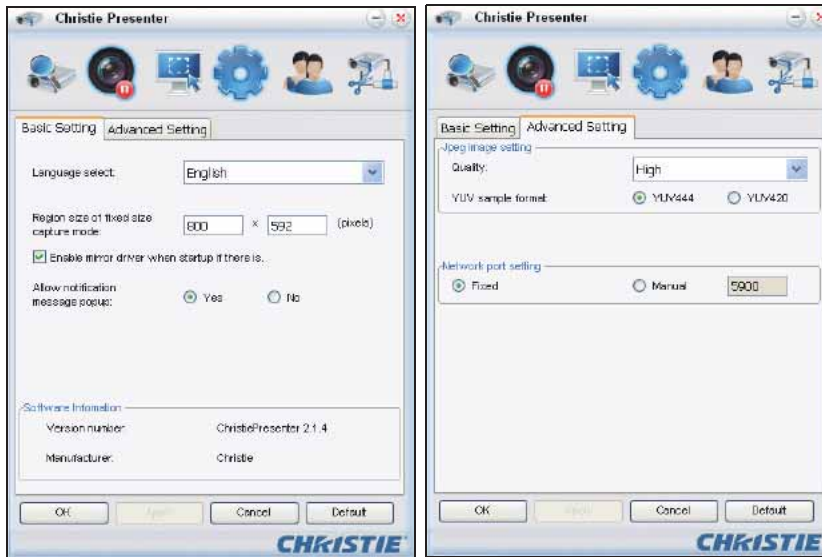 Christie Presenter
Basic Setting Advanced Setting
Language select: English
Region size of fixed size
capture mode: 800 x 592 (pixels)
Enable mirror driver when startup if there is.
Allow notification
message popup: Yes No
Software Infomation
Version number: ChristiePresenter 2.1.4
Manufacturer: Christie
OK Apply Cancel Default
CHRISTIE
Christie Presenter
Basic Setting Advanced Setting
Jpeg image setting
Quality: High
YUV sample format: YUV444 YUV420
Network port setting
Fixed Manual 5900
OK Apply Cancel Default
CHRISTIE